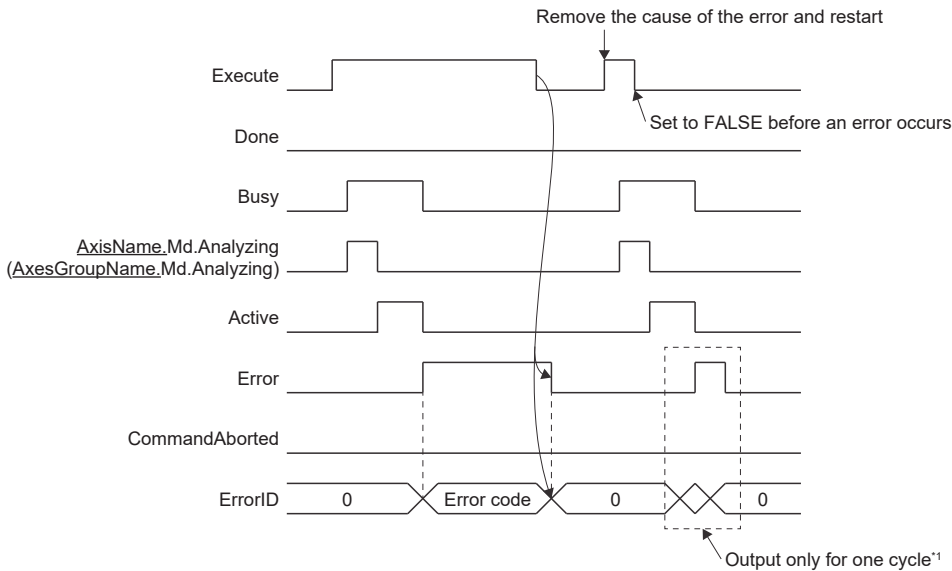 Remove the cause of the error and restart
Execute
Set to FALSE before an error occurs
Done
Busy
AxisName.Md.Analyzing
(AxesGroupName.Md.Analyzing)
Active
Error
CommandAborted
ErrorID
0
Error code
0
0
Output only for one cycle*1